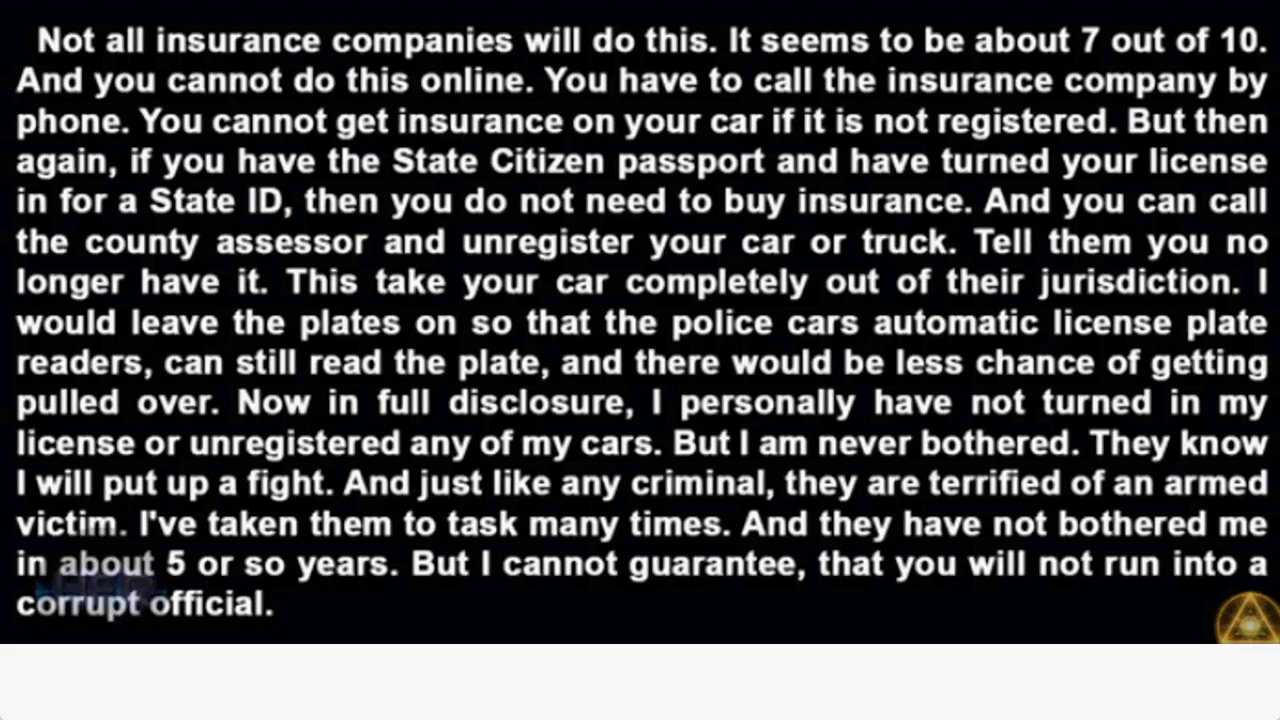 Not all insurance companies will do this. It seems to be about 7 out of 10.
And you cannot do this online. You have to call the insurance company by
phone. You cannot get insurance on your car if it is not registered. But then
again, if you have the State Citizen passport and have turned your license
in for a State ID, then you do not need to buy insurance. And you can call
the county assessor and unregister your car or truck. Tell them you no
longer have it. This take your car completely out of their jurisdiction. I
would leave the plates on so that the police cars automatic license plate
readers, can still read the plate, and there would be less chance of getting
pulled over. Now in full disclosure, I personally have not turned in my
license or unregistered any of my cars. But I am never bothered. They know
I will put up a fight. And just like any criminal, they are terrified of an armed
victim. I've taken them to task many times. And they have not bothered me
in about 5 or so years. But I cannot guarantee, that you will not run into a
corrupt official.